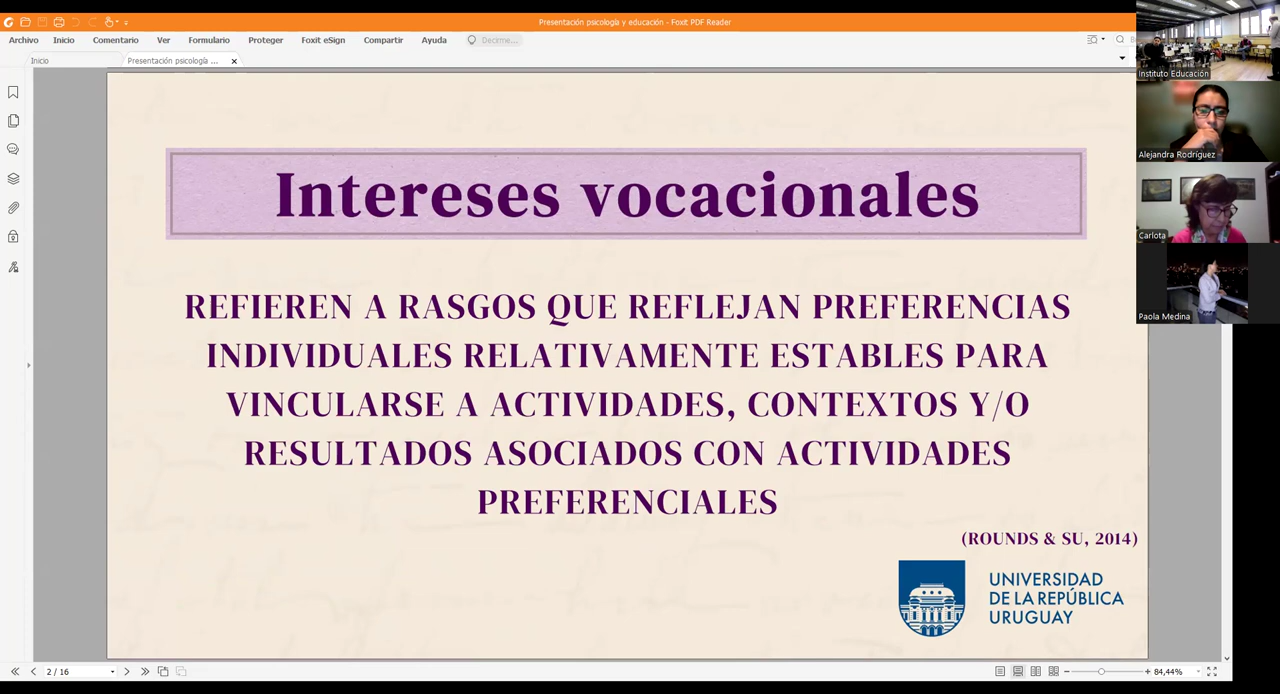 Presentación psicología y educación - Foxit PDF Reader
Archivo Inicio Comentario Ver Formulario Proteger Foxit eSign Compartir Ayuda Decirme...
Inicio Presentación psicología ...
Intereses vocacionales
REFIEREN A RASGOS QUE REFLEJAN PREFERENCIAS
INDIVIDUALES RELATIVAMENTE ESTABLES PARA
VINCULARSE A ACTIVIDADES, CONTEXTOS Y/O
RESULTADOS ASOCIADOS CON ACTIVIDADES
PREFERENCIALES
(ROUNDS & SU, 2014)
UNIVERSIDAD
DE LA REPÚBLICA
URUGUAY
Instituto Educación
Alejandra Rodríguez
Carlota
Paola Medina
2 / 16
84,44%